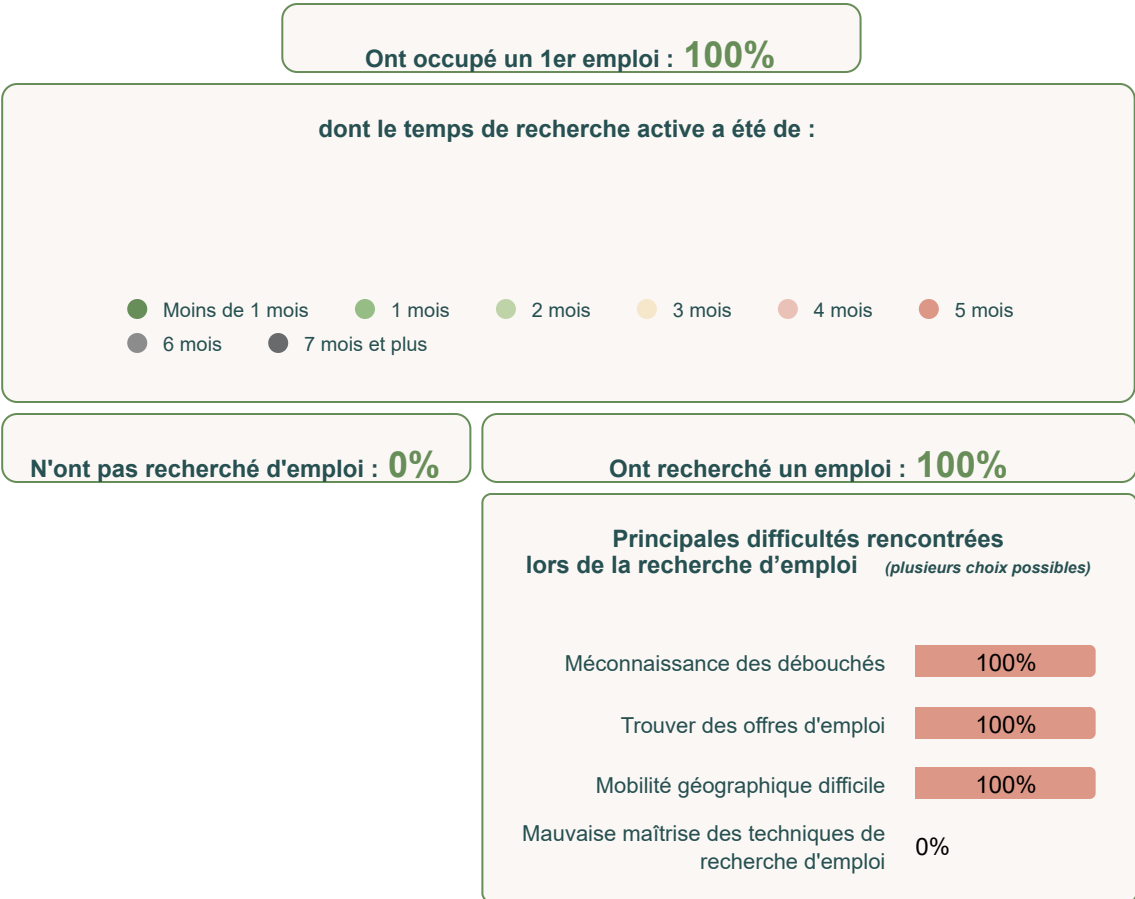 Ont occupé un 1er emploi : 100%
dont le temps de recherche active a été de :
Moins de 1 mois 1 mois 2 mois 3 mois 4 mois 5 mois
6 mois 7 mois et plus
N'ont pas recherché d'emploi : 0%
Ont recherché un emploi : 100%
Principales difficultés rencontrées
lors de la recherche d’emploi (plusieurs choix possibles)
Méconnaissance des débouchés 100%
Trouver des offres d'emploi 100%
Mobilité géographique difficile 100%
Mauvaise maîtrise des techniques de
recherche d'emploi 0%